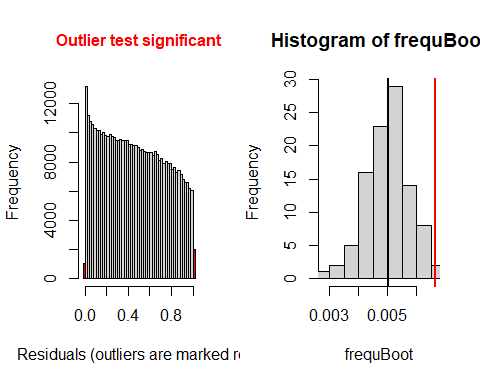 Outlier test significant
Frequency
0
4000
8000
12000
0.0
0.4
0.8
Residuals (outliers are marked re
Histogram of frequBoo
Frequency
0
5
10
15
20
25
30
0.003
0.005
frequBoot